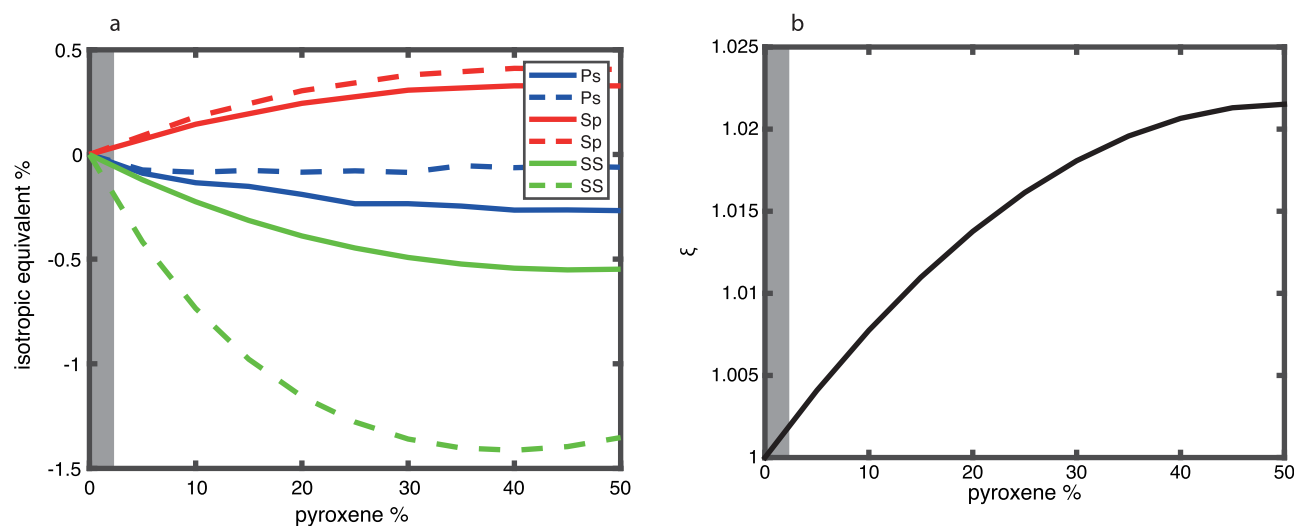 a
0.5
0
-0.5
-1
-1.5
isotropic equivalent %
0 10 20 30 40 50
pyroxene %
Ps
Ps
Sp
Sp
SS
SS
b
1.025
1.02
1.015
1.01
1.005
1
ξ
0 10 20 30 40 50
pyroxene %